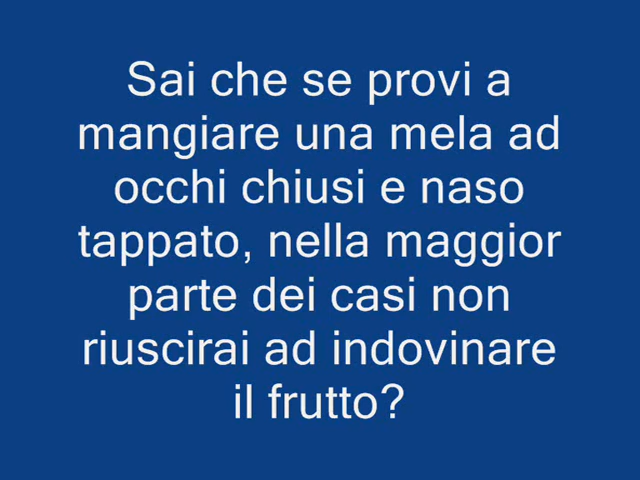 Sai che se provi a
mangiare una mela ad
occhi chiusi e naso
tappato, nella maggior
parte dei casi non
riuscirai ad indovinare
il frutto?